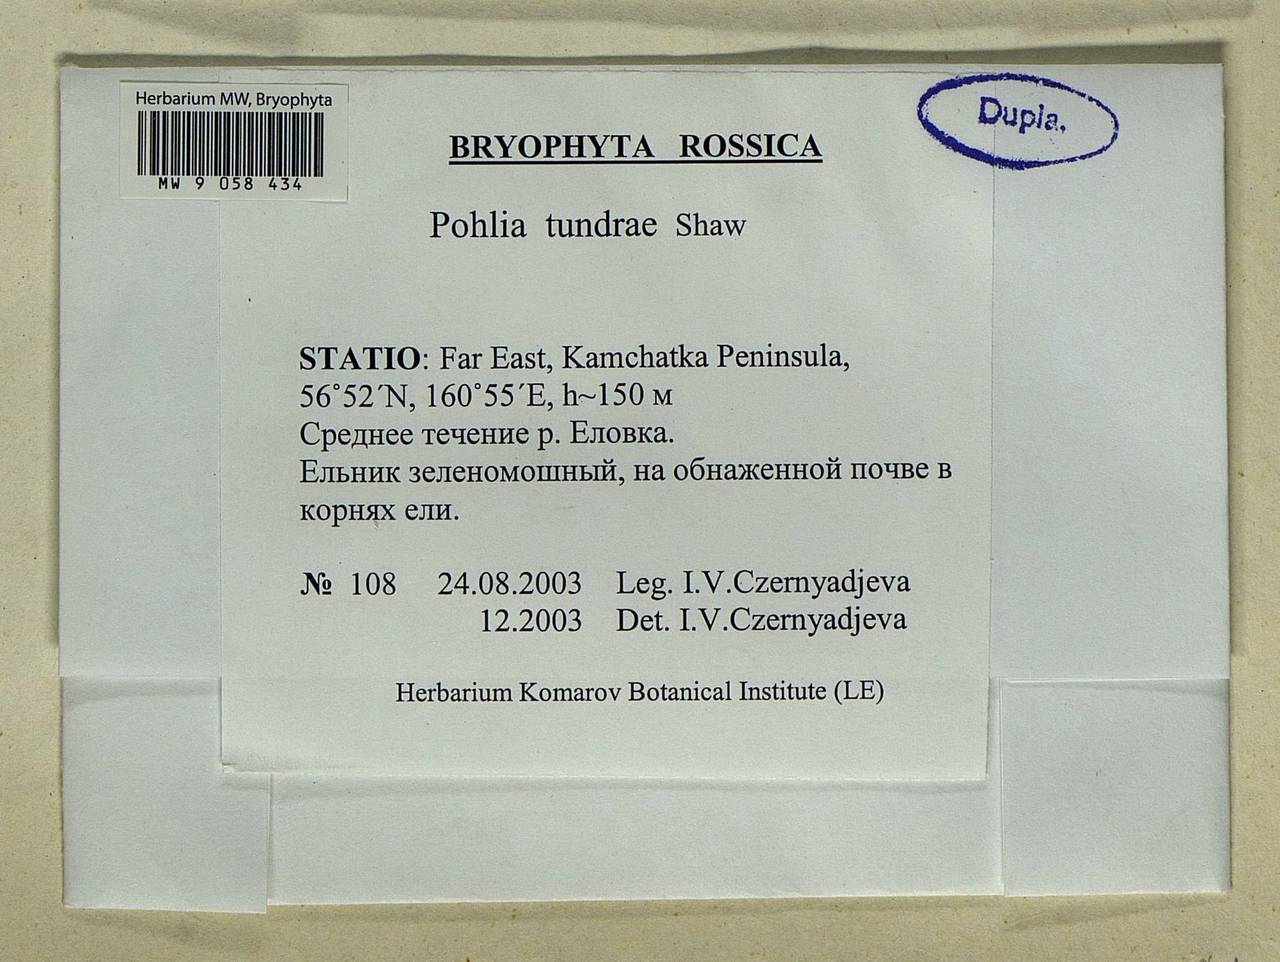 Herbarium MW, Bryophyta
MW 9 058 434
Dupla.
BRYOPHYTA ROSSICA
Pohlia tundrae Shaw
STATIO: Far East, Kamchatka Peninsula,
56˚52´N, 160˚55´E, h~150 м
Среднее течение р. Еловка.
Ельник зеленомошный, на обнаженной почве в
корнях ели.
№ 108 24.08.2003 Leg. I.V.Czernyadjeva
12.2003 Det. I.V.Czernyadjeva
Herbarium Komarov Botanical Institute (LE)